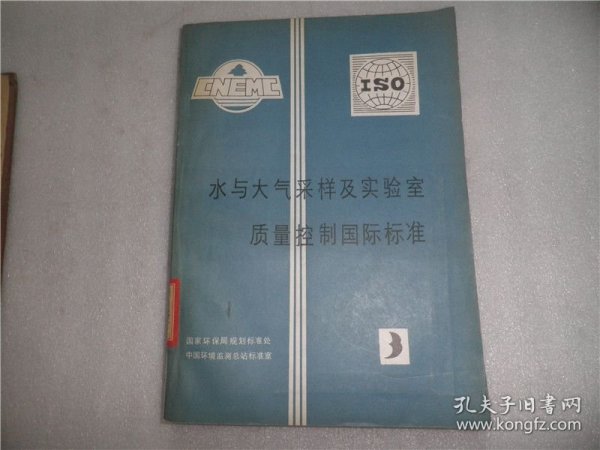 CNEMC
ISO
水与大气采样及实验室
质量控制国际标准
国家环保局规划标准处
中国环境监测总站标准室
3
孔夫子旧书网
www.kongfz.com